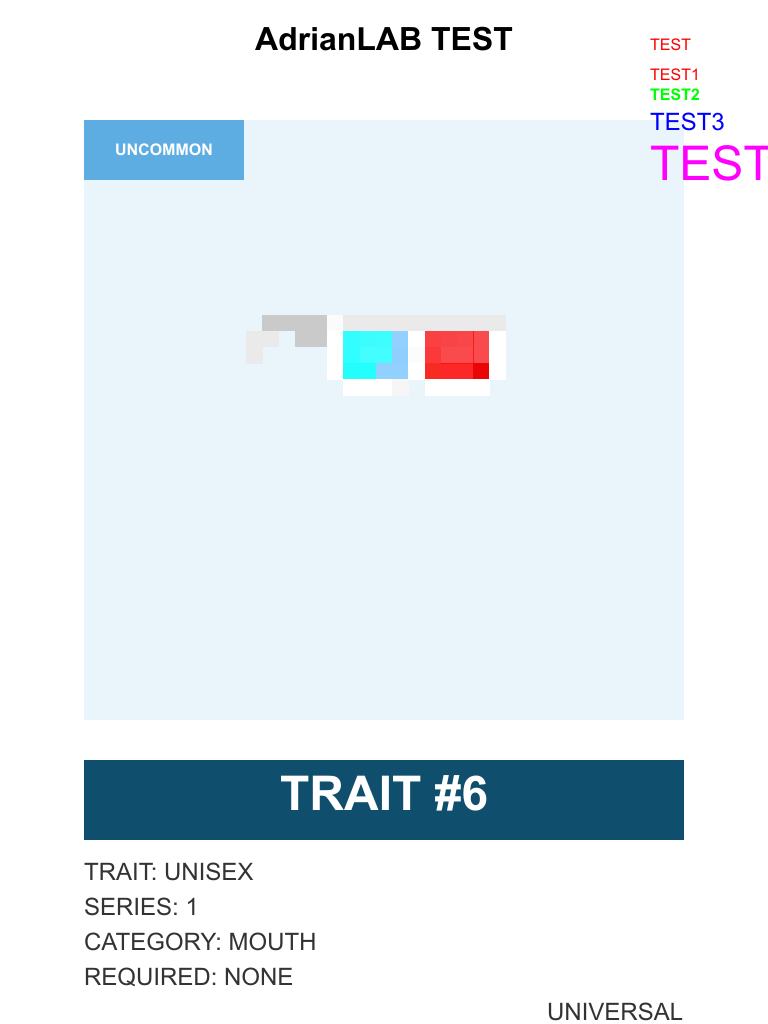 AdrianLAB TEST
TEST
TEST1
TEST2
TEST3
TEST
UNCOMMON
TRAIT #6
TRAIT: UNISEX
SERIES: 1
CATEGORY: MOUTH
REQUIRED: NONE
UNIVERSAL